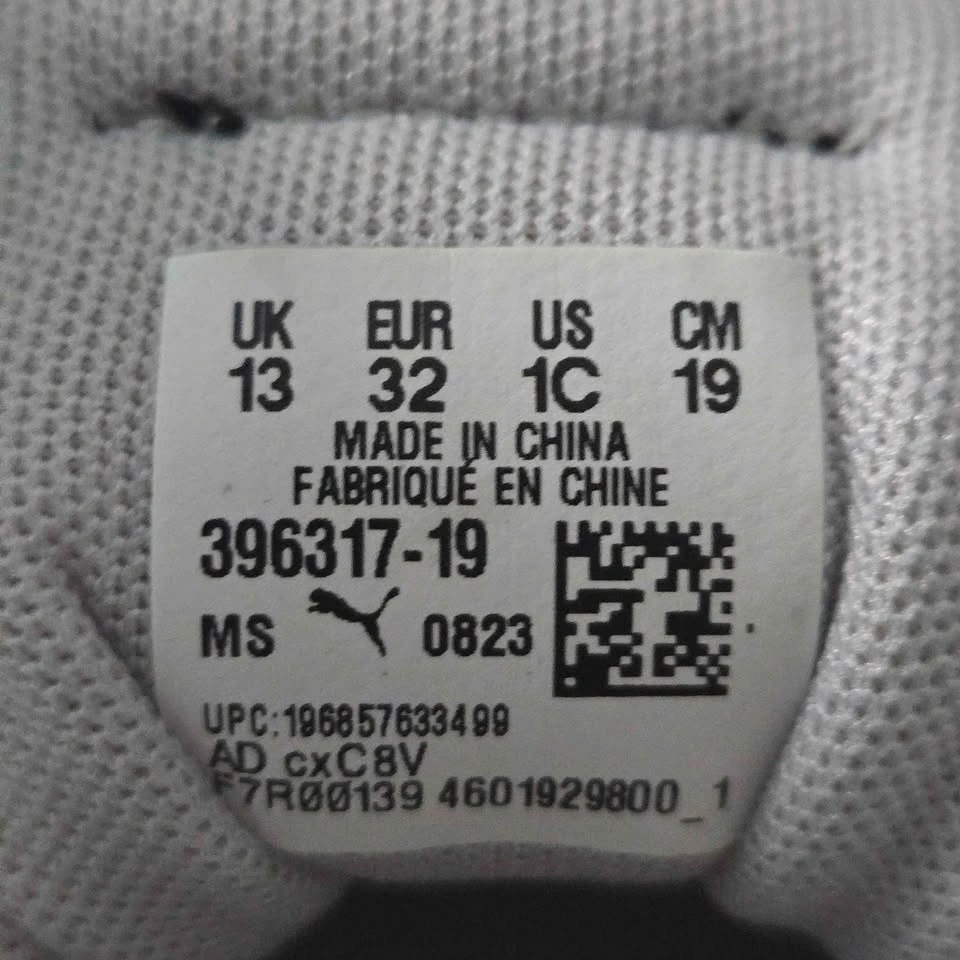 UK EUR US CM
13 32 1C 19
MADE IN CHINA
FABRIQUÉ EN CHINE
396317-19
MS 0823
UPC:196857633499
AD cxC8V
4601929800_1